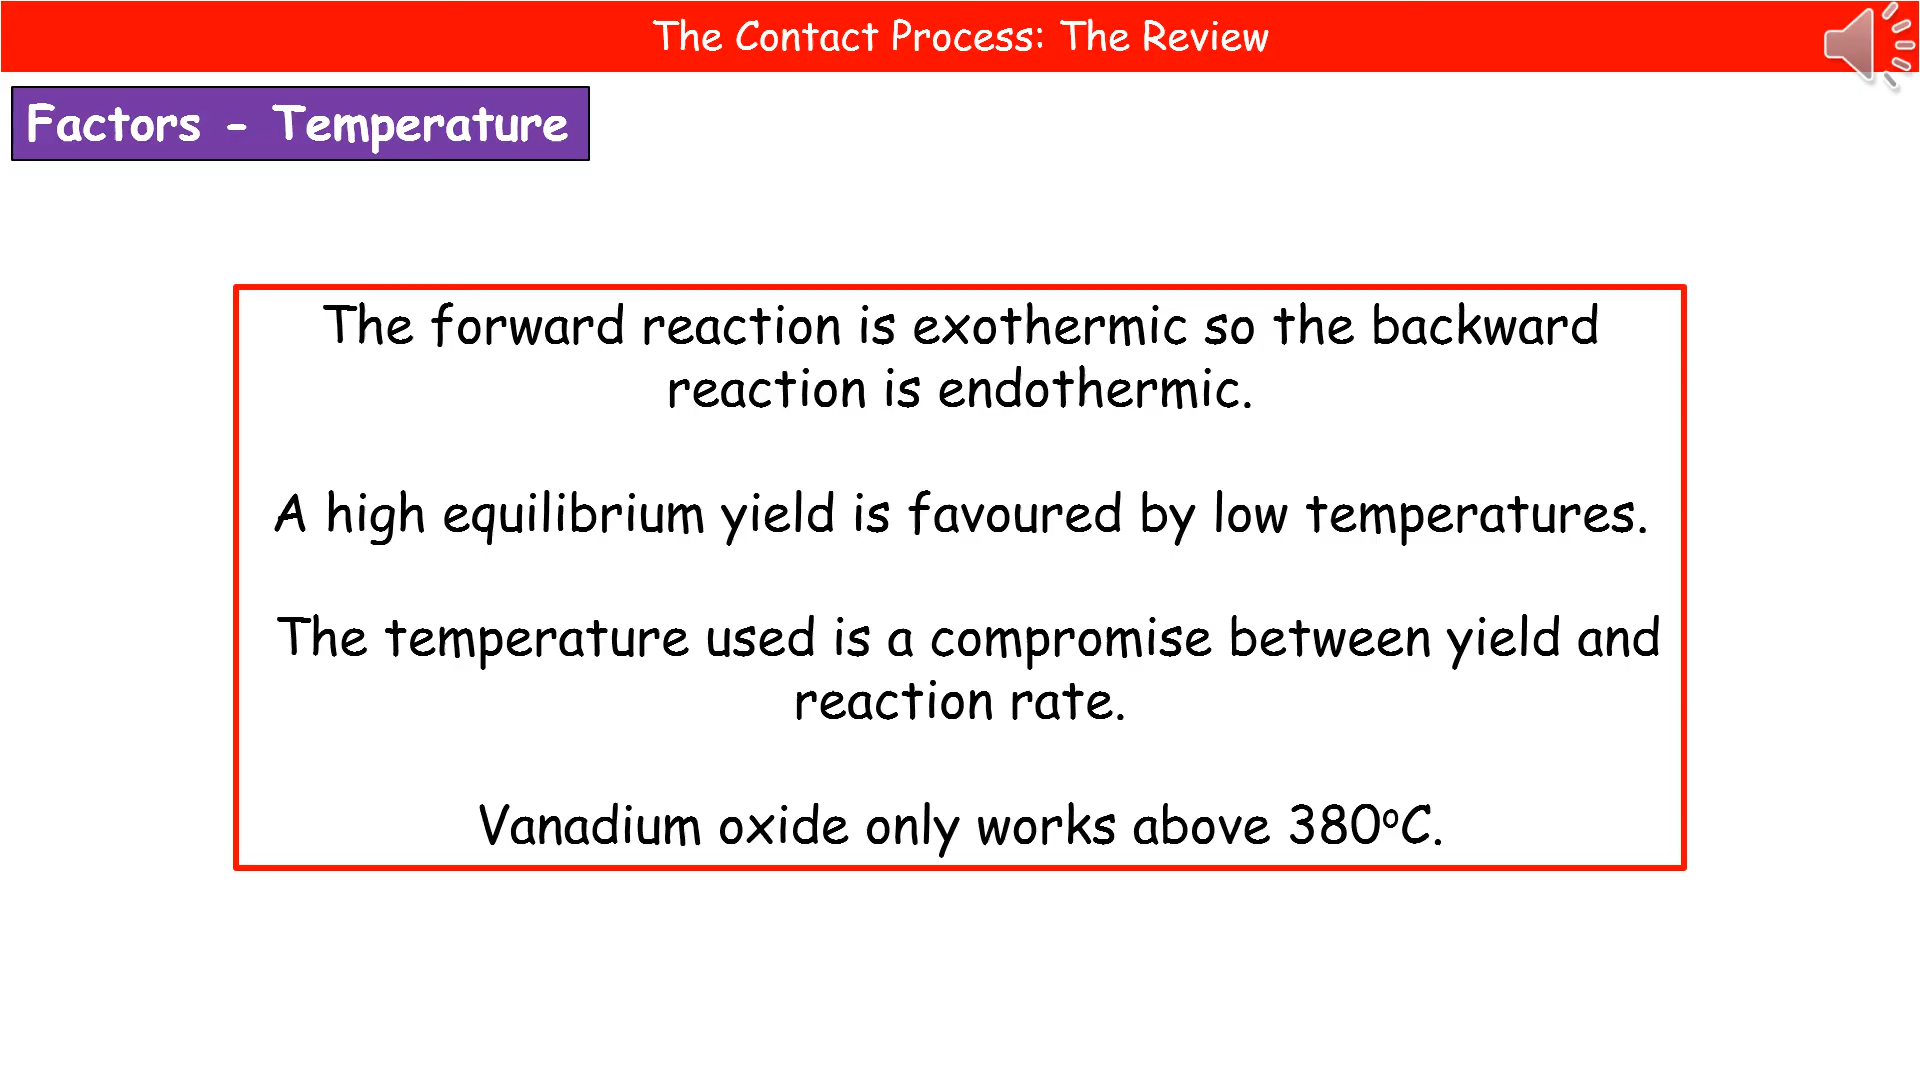 The Contact Process: The Review
Factors - Temperature
The forward reaction is exothermic so the backward
reaction is endothermic.
A high equilibrium yield is favoured by low temperatures.
The temperature used is a compromise between yield and
reaction rate.
Vanadium oxide only works above 380ºC.